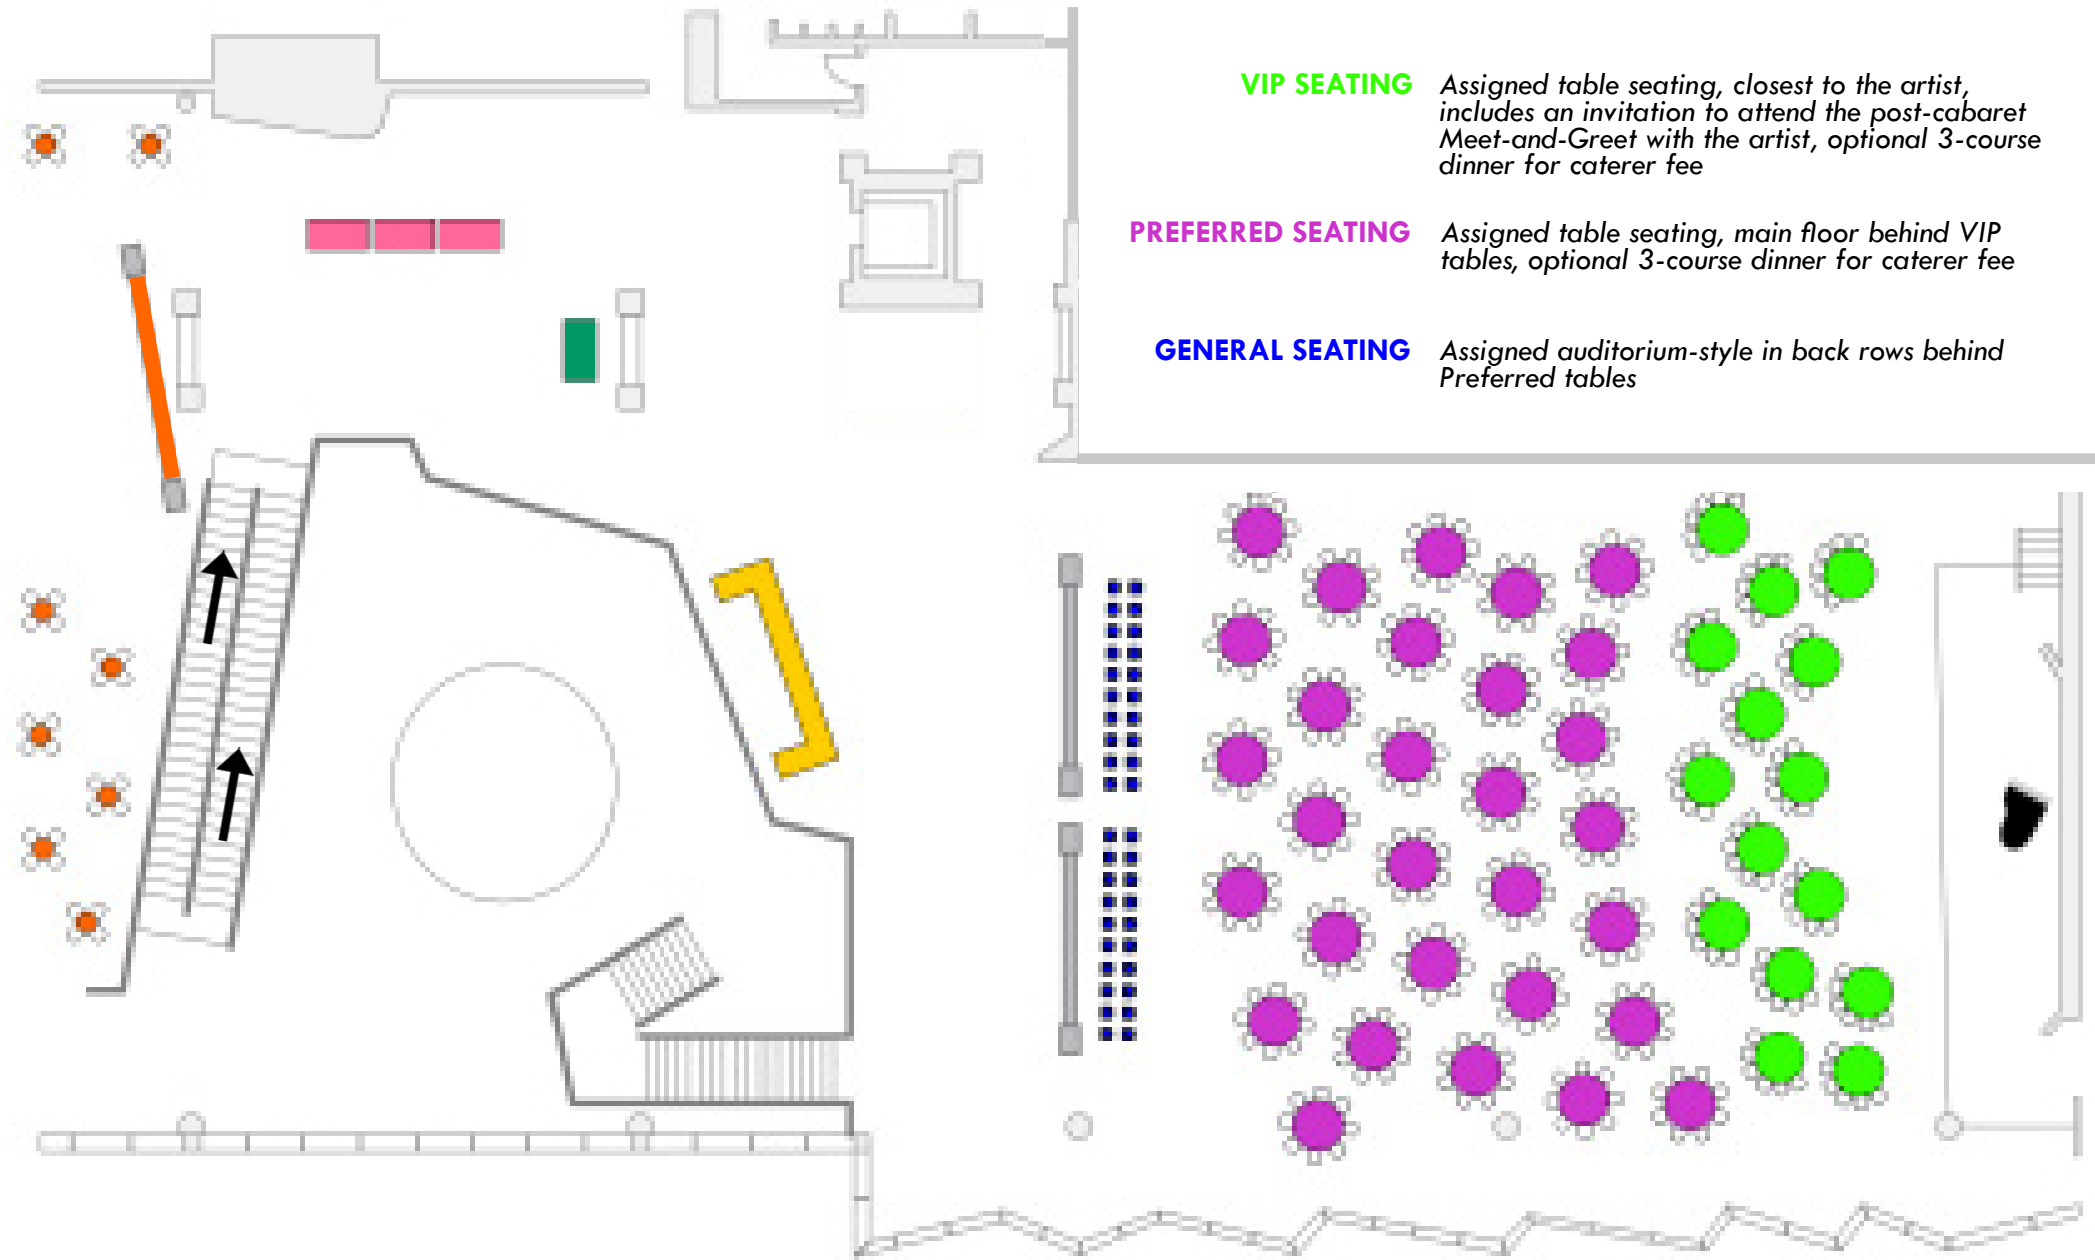 VIP SEATING Assigned table seating, closest to the artist,
includes an invitation to attend the post-cabaret
Meet-and-Greet with the artist, optional 3-course
dinner for caterer fee
PREFERRED SEATING Assigned table seating, main floor behind VIP
tables, optional 3-course dinner for caterer fee
GENERAL SEATING Assigned auditorium-style in back rows behind
Preferred tables